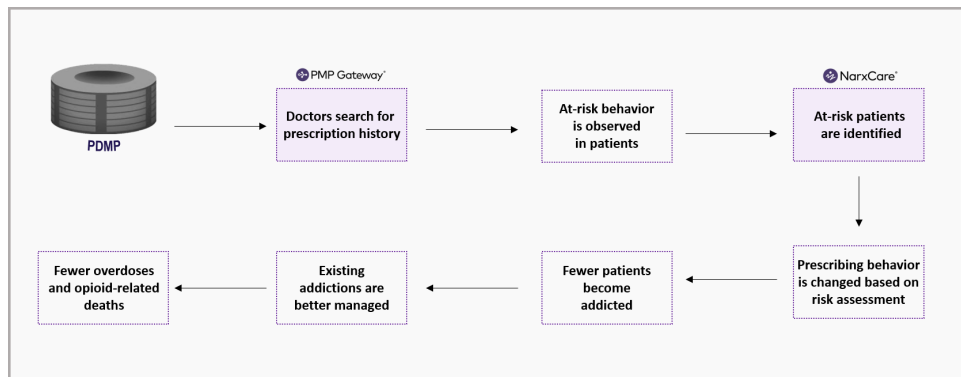 PDMP
PMP Gateway®
Doctors search for
prescription history
At-risk behavior
is observed
in patients
NarxCare®
At-risk patients
are identified
Prescribing behavior
is changed based on
risk assessment
Fewer patients
become
addicted
Existing
addictions are
better managed
Fewer overdoses
and opioid-related
deaths